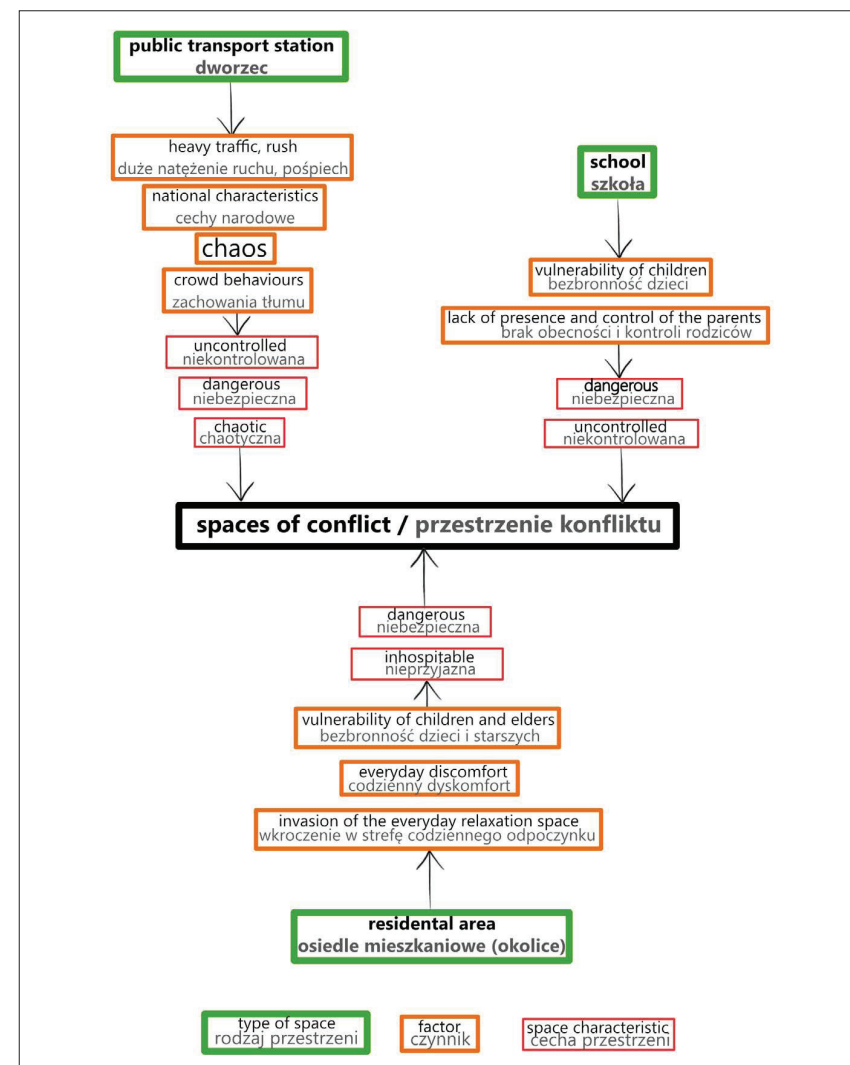 public transport station
dworzec
heavy traffic, rush
duże natężenie ruchu, pośpiech
national characteristics
cechy narodowe
chaos
crowd behaviours
zachowania tłumu
uncontrolled
niekontrolowana
dangerous
niebezpieczna
chaotic
chaotyczna
school
szkoła
vulnerability of children
bezbronność dzieci
lack of presence and control of the parents
brak obecności i kontroli rodziców
dangerous
niebezpieczna
uncontrolled
niekontrolowana
spaces of conflict / przestrzenie konfliktu
dangerous
niebezpieczna
inhospitable
nieprzyjazna
vulnerability of children and elders
bezbronność dzieci i starszych
everyday discomfort
codzienny dyskomfort
invasion of the everyday relaxation space
wkroczenie w strefę codziennego odpoczynku
residental area
osiedle mieszkaniowe (okolice)
type of space
rodzaj przestrzeni
factor
czynnik
space characteristic
cecha przestrzeni